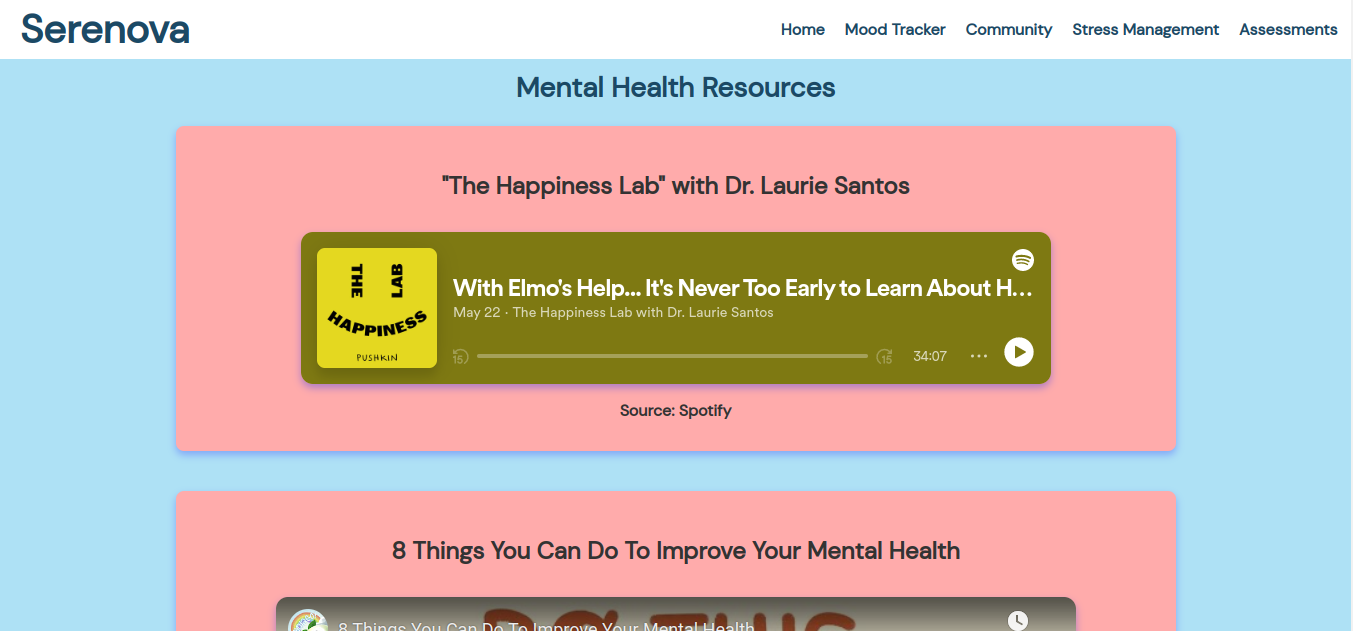 Serenova
Home Mood Tracker Community Stress Management Assessments
Mental Health Resources
"The Happiness Lab" with Dr. Laurie Santos
THE LAB
HAPPINESS
PUSHKIN
With Elmo's Help... It's Never Too Early to Learn About H...
May 22 · The Happiness Lab with Dr. Laurie Santos
15
15
34:07
Source: Spotify
8 Things You Can Do To Improve Your Mental Health
8 Things You Can Do To Improve Your Mental Health